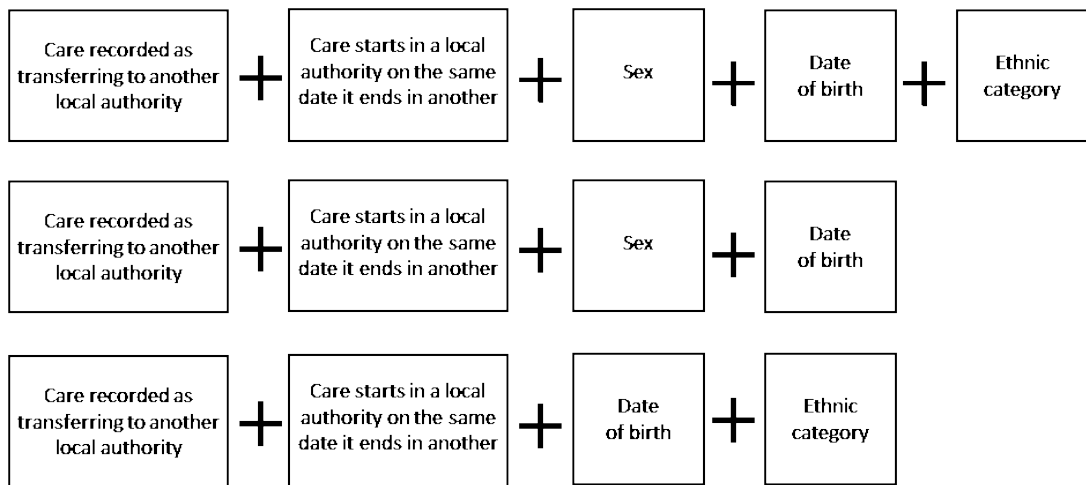 Care recorded as
transferring to another
local authority
+
Care starts in a local
authority on the same
date it ends in another
+
Sex
+
Date
of birth
+
Ethnic
category
Care recorded as
transferring to another
local authority
+
Care starts in a local
authority on the same
date it ends in another
+
Sex
+
Date
of birth
Care recorded as
transferring to another
local authority
+
Care starts in a local
authority on the same
date it ends in another
+
Date
of birth
+
Ethnic
category